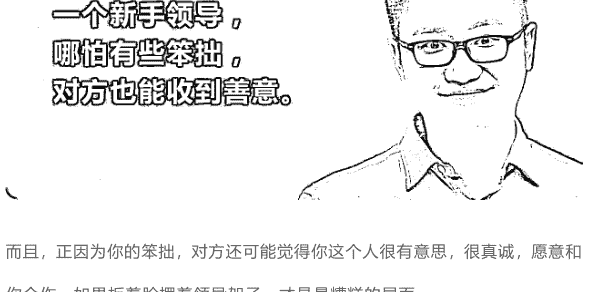 一个新手领导，
哪怕有些笨拙，
对方也能收到善意。
而且，正因为你的笨拙，对方还可能觉得你这个人很有意思，很真诚，愿意和